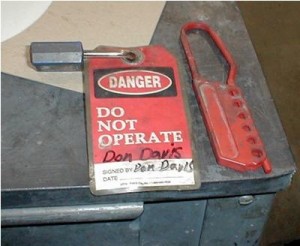 DANGER
DO
NOT
OPERATE
Don Davis
SIGNED BY Don Davis
DATE